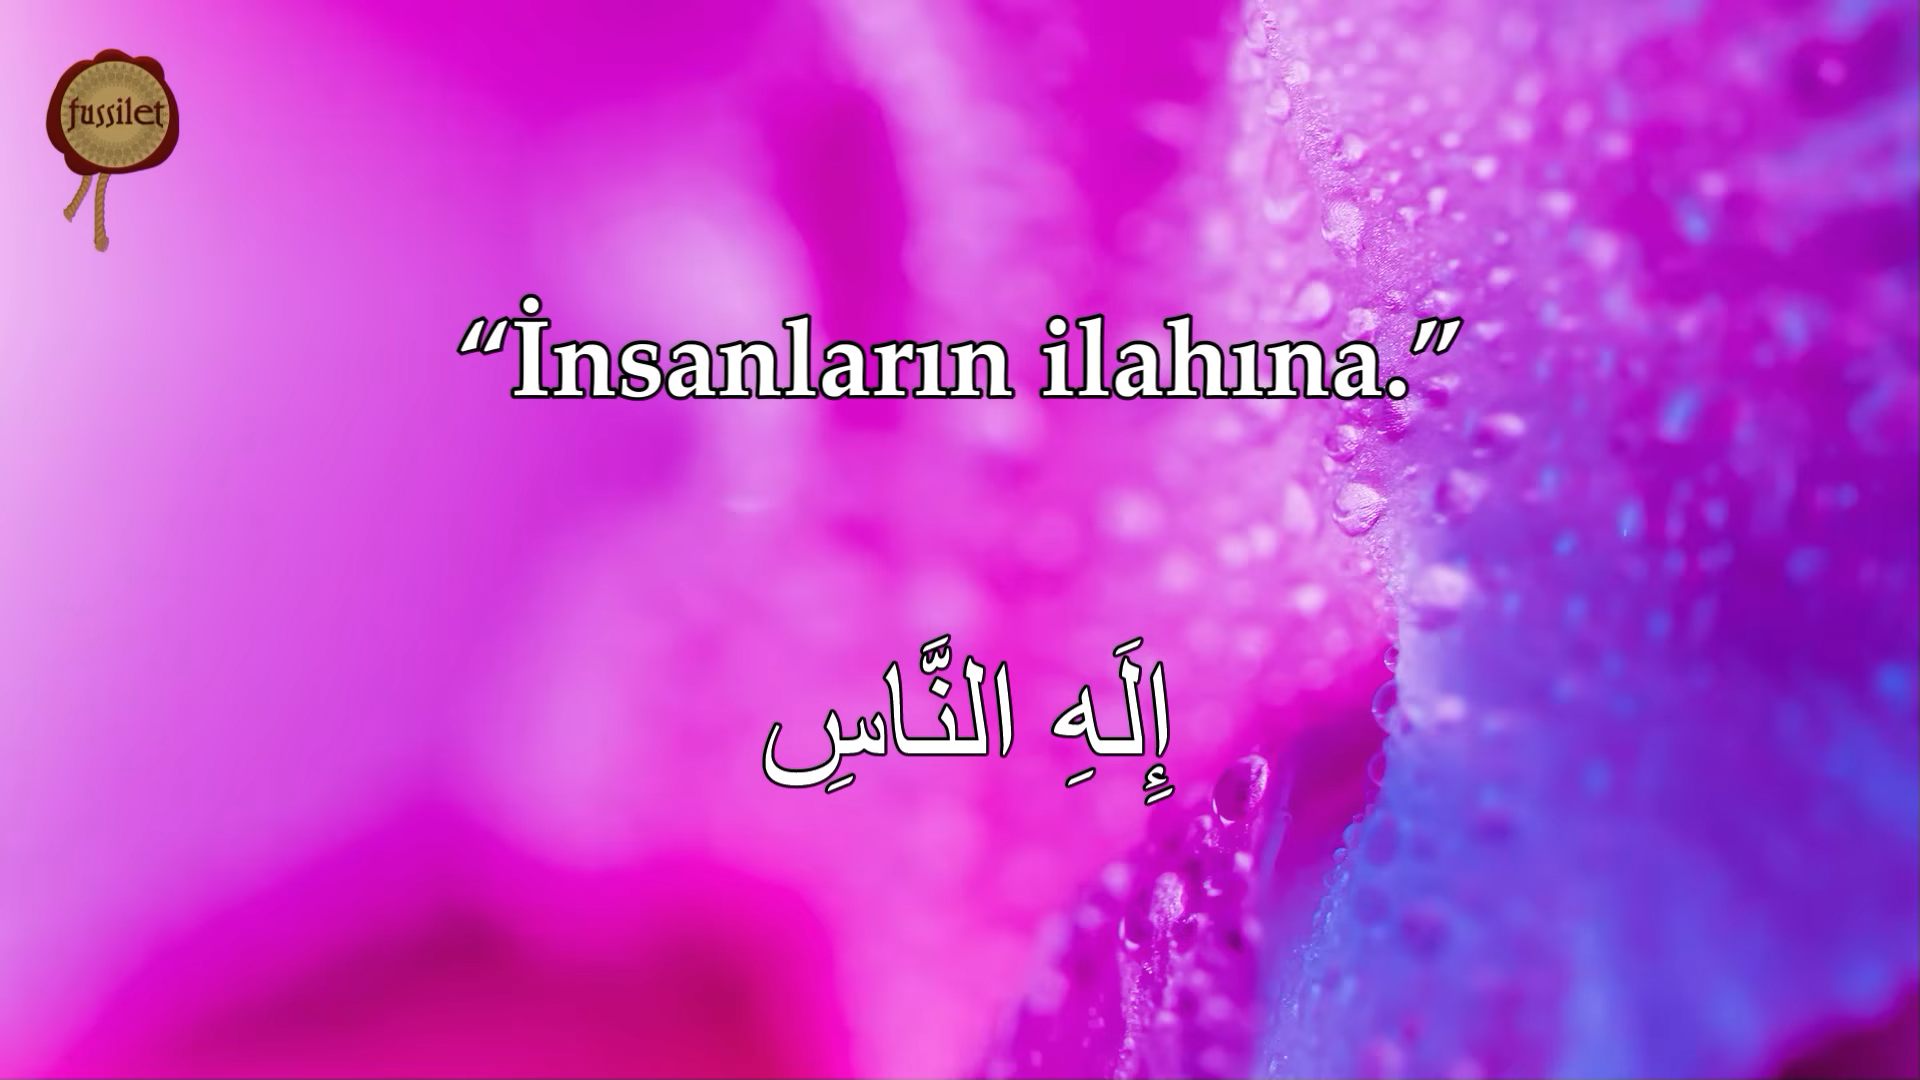 fussilet
“İnsanların ilahına.”
إِلَهِ النَّاسِ